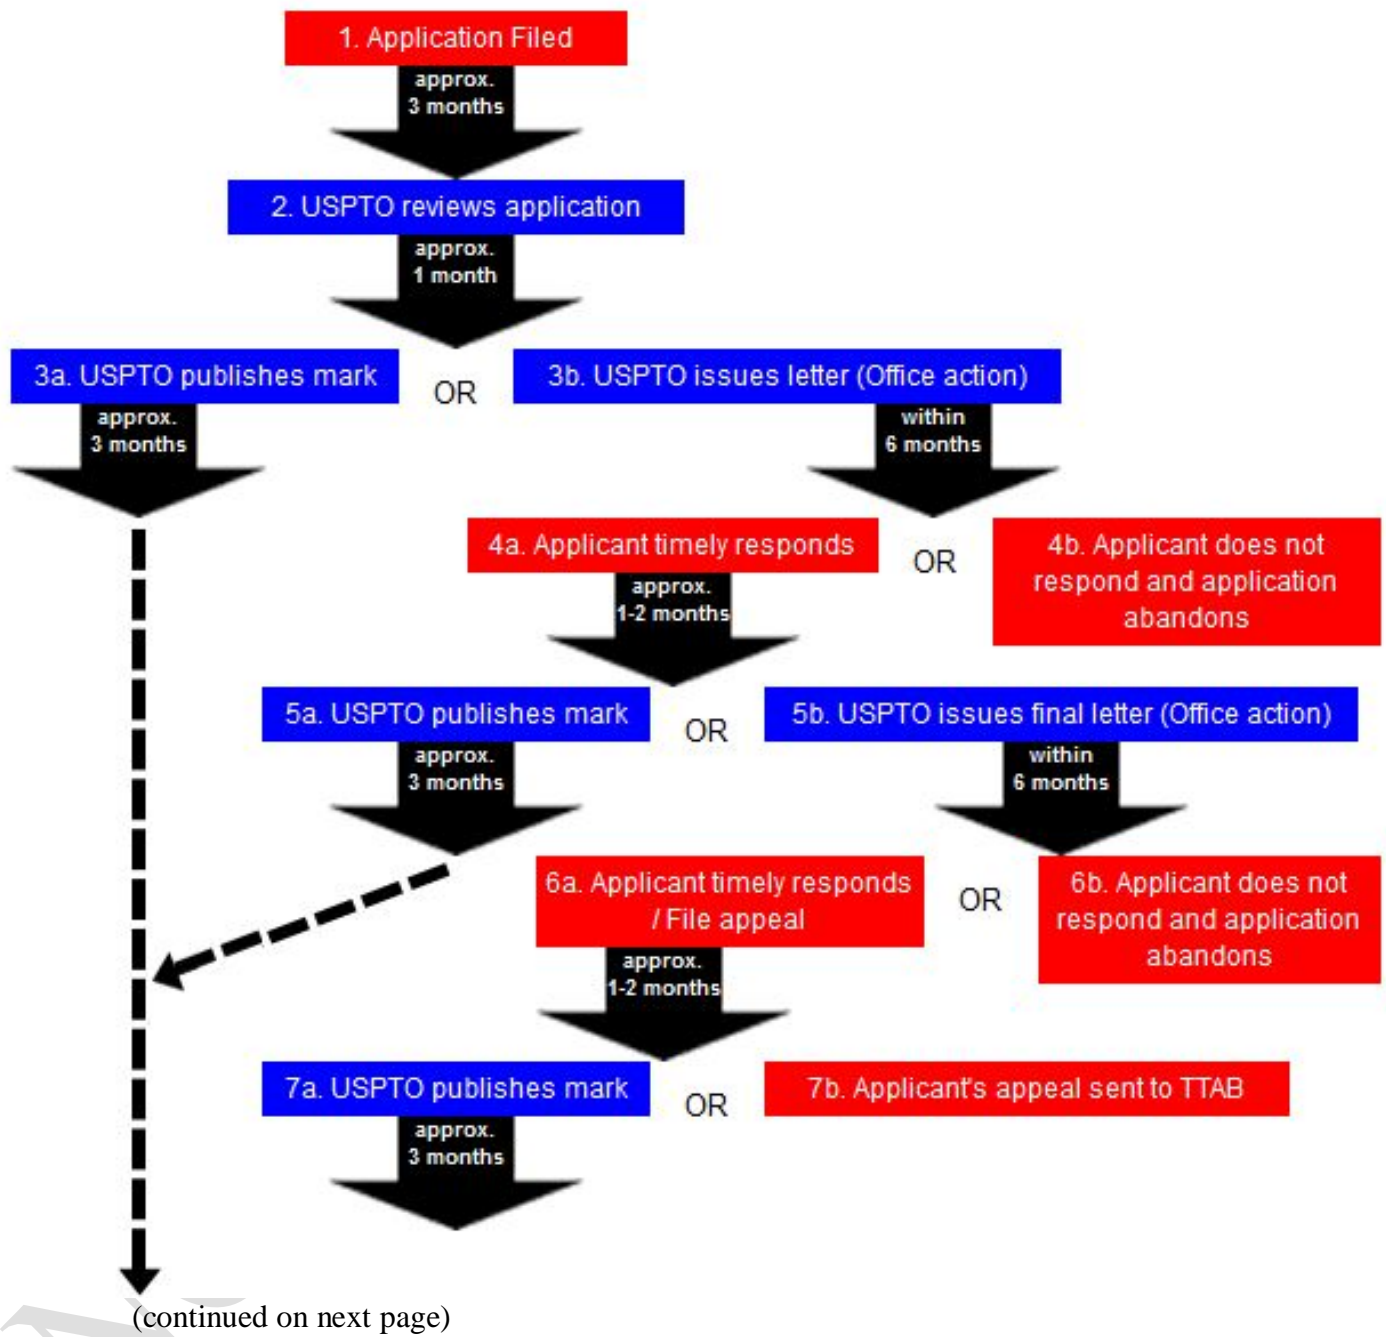 1. Application Filed
approx.
3 months
2. USPTO reviews application
approx.
1 month
3a. USPTO publishes mark
OR
3b. USPTO issues letter (Office action)
approx.
3 months
within
6 months
4a. Applicant timely responds
OR
4b. Applicant does not
respond and application
abandons
approx.
1-2 months
5a. USPTO publishes mark
OR
5b. USPTO issues final letter (Office action)
approx.
3 months
within
6 months
6a. Applicant timely responds
/ File appeal
OR
6b. Applicant does not
respond and application
abandons
approx.
1-2 months
7a. USPTO publishes mark
OR
7b. Applicant's appeal sent to TTAB
approx.
3 months
(continued on next page)